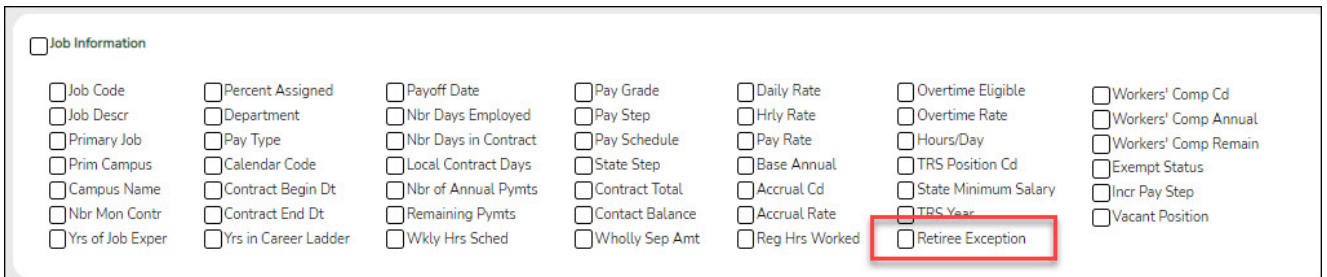 Job Information
Job Code Percent Assigned Payoff Date Pay Grade Daily Rate Overtime Eligible Workers' Comp Cd
Job Descr Department Nbr Days Employed Pay Step Hrly Rate Overtime Rate Workers' Comp Annual
Primary Job Pay Type Nbr Days in Contract Pay Schedule Pay Rate Hours/Day Workers' Comp Remain
Prim Campus Calendar Code Local Contract Days State Step Base Annual TRS Position Cd Exempt Status
Campus Name Contract Begin Dt Nbr of Annual Pymts Contract Total Accrual Cd State Minimum Salary Incr Pay Step
Nbr Mon Contr Contract End Dt Remaining Pymts Contact Balance Accrual Rate TRS Year Vacant Position
Yrs of Job Exper Yrs in Career Ladder Wkly Hrs Sched Wholly Sep Amt Reg Hrs Worked Retiree Exception